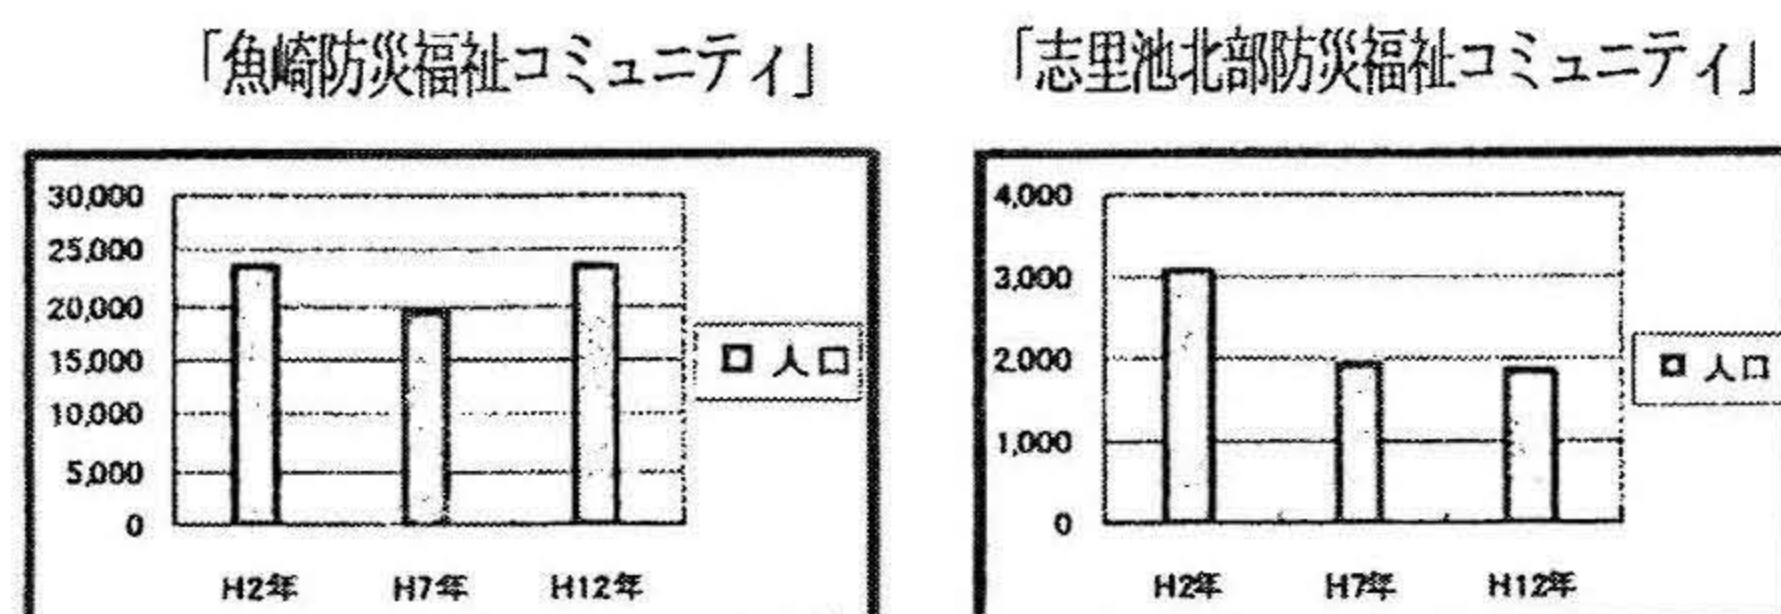 「魚崎防災福祉コミュニティ」
「志里池北部防災福祉コミュニティ」
30,000
25,000
20,000
15,000
10,000
5,000
0
H2年 H7年 H12年
人口
4,000
3,000
2,000
1,000
0
H2年 H7年 H12年
人口